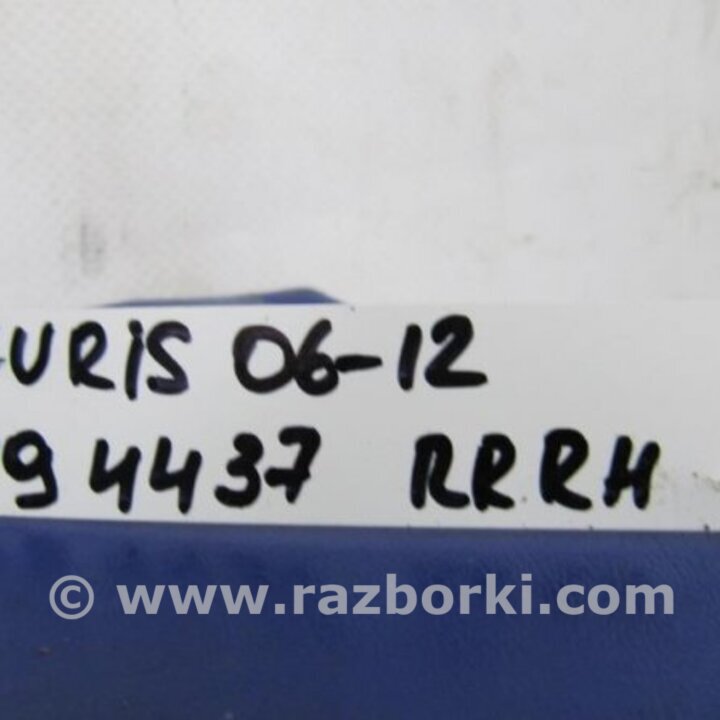 URIS 06-12
94437 RRRH
© www.razborki.com